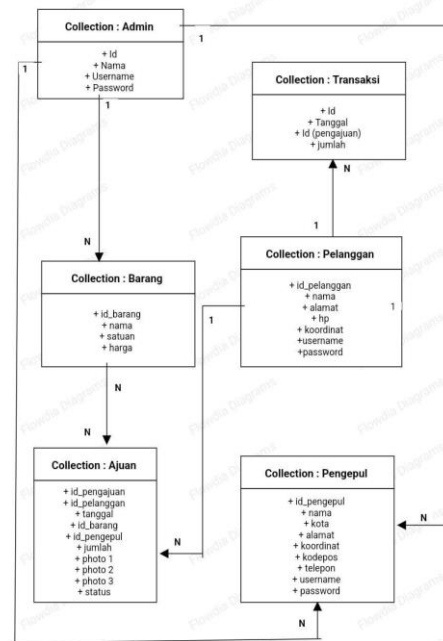 Collection : Admin
+ Id
+ Nama
+ Username
+ Password
1
1
1
Collection : Transaksi
+ Id
+ Tanggal
+ Id (pengajuan)
+ jumlah
N
1
N
Collection : Barang
+ id_barang
+ nama
+ satuan
+ harga
Collection : Pelanggan
+ id_pelanggan
+ nama
+ alamat
+ hp
+ koordinat
+username
+password
1
1
N
N
Collection : Ajuan
+ id_pengajuan
+ id_pelanggan
+ tanggal
+ id_barang
+ id_pengepul
+ jumlah
+ photo 1
+ photo 2
+ photo 3
+ status
N
Collection : Pengepul
+ id_pengepul
+ nama
+ kota
+ alamat
+ koordinat
+ kodepos
+ telepon
+ username
+ password
N
N
Flowdia Diagrams